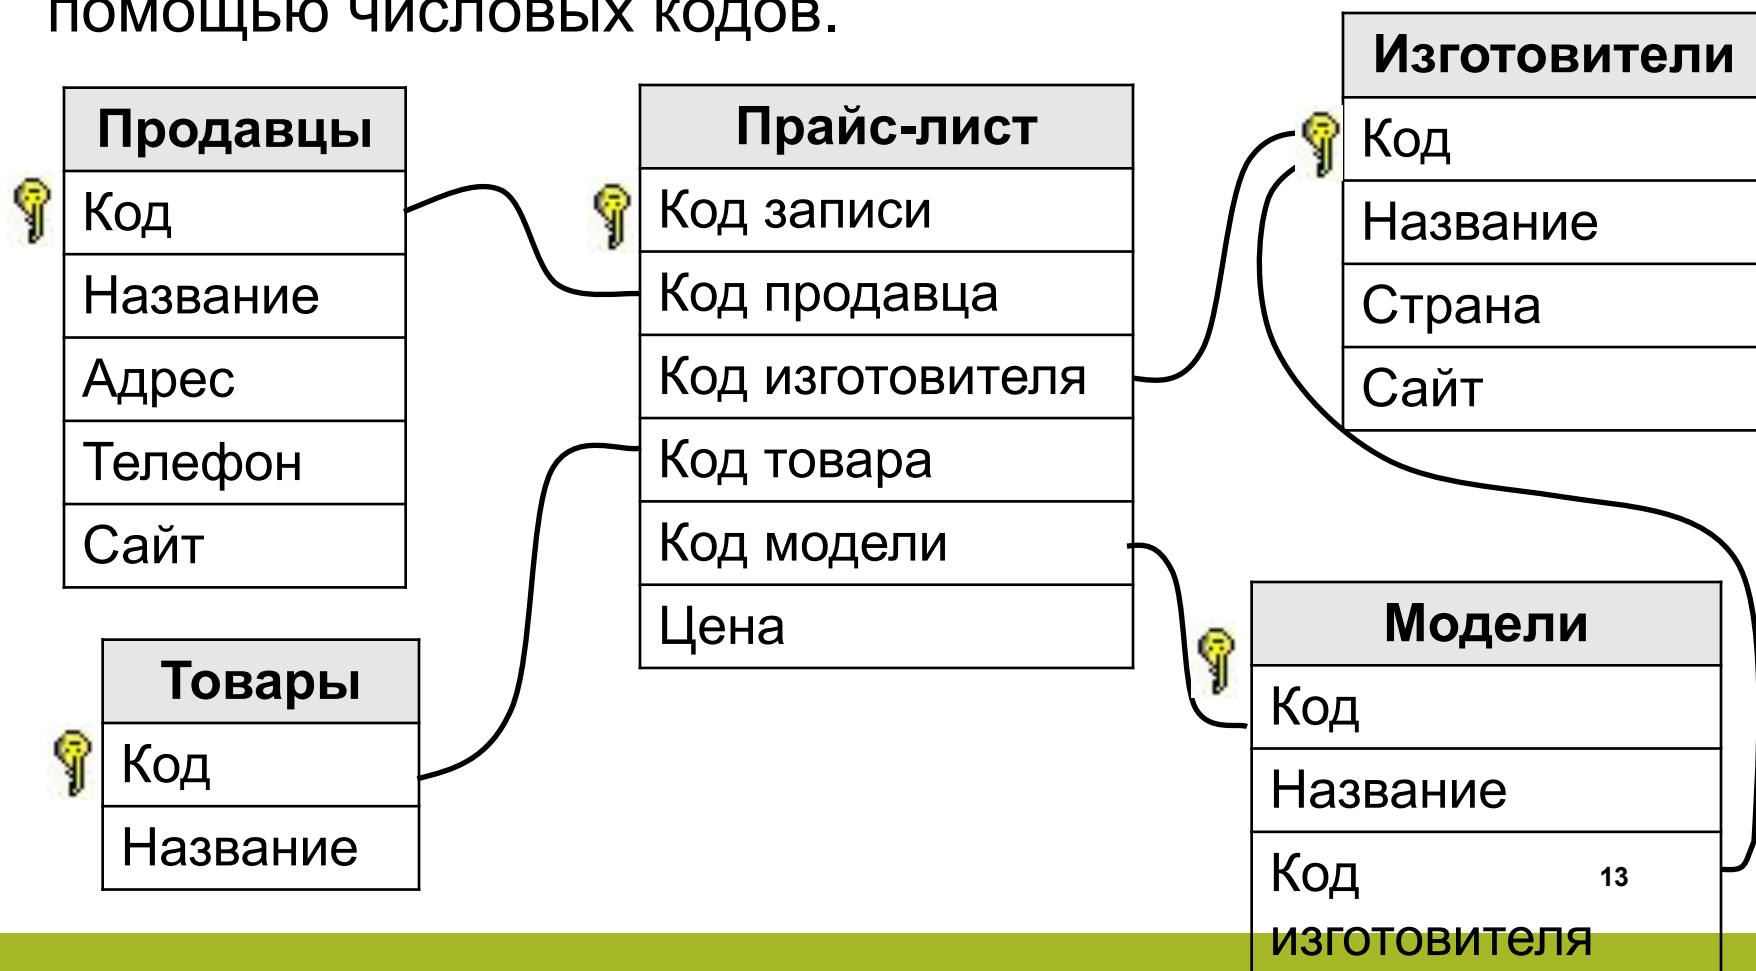 помощью числовых кодов.
Продавцы
Код
Название
Адрес
Телефон
Сайт
Товары
Код
Название
Прайс-лист
Код записи
Код продавца
Код изготовителя
Код товара
Код модели
Цена
Изготовители
Код
Название
Страна
Сайт
Модели
Код
Название
Код
изготовителя
13